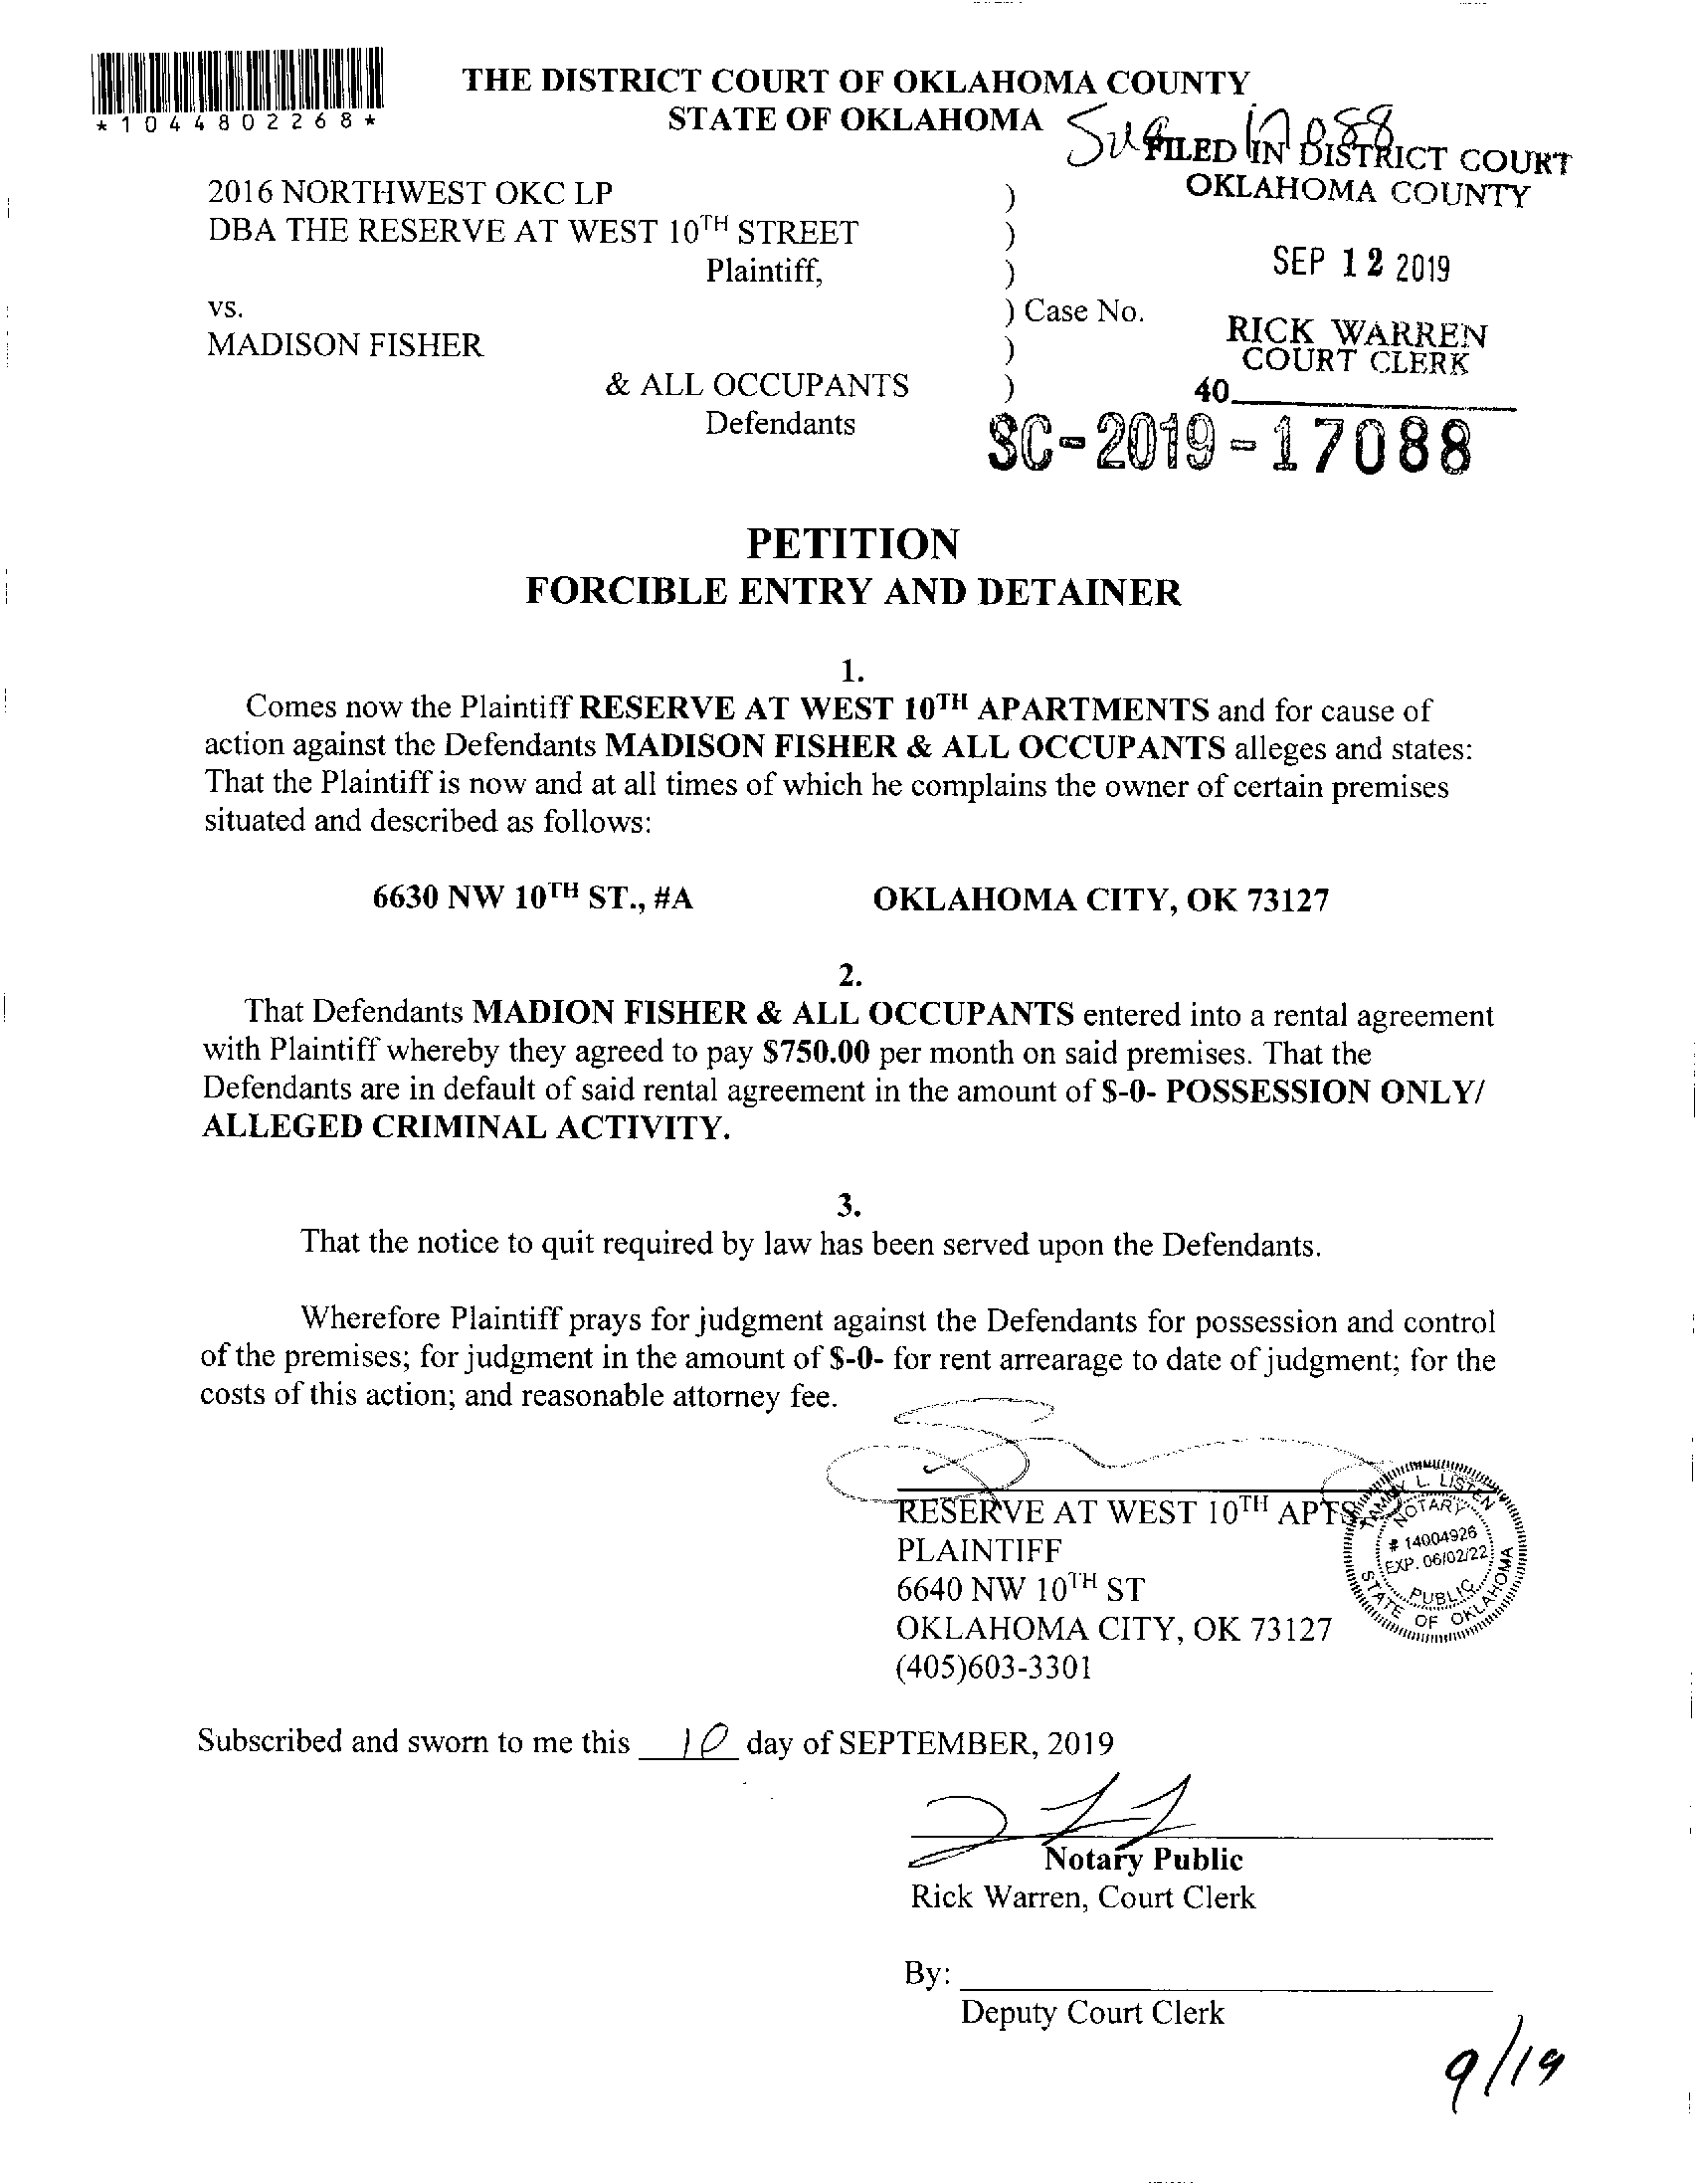 THE DISTRICT COURT OF OKLAHOMA COUNTY
*1044802268*
STATE OF OKLAHOMA
17088
FILED IN DISTRICT COURT
OKLAHOMA COUNTY
2016 NORTHWEST OKC LP )
DBA THE RESERVE AT WEST 10TH STREET )
Plaintiff, )
SEP 12 2019
vs. ) Case No.
RICK WARREN
COURT CLERK
MADISON FISHER )
& ALL OCCUPANTS )
40
Defendants
SC-2019-17088
PETITION
FORCIBLE ENTRY AND DETAINER
1.
Comes now the Plaintiff RESERVE AT WEST 10TH APARTMENTS and for cause of
action against the Defendants MADISON FISHER & ALL OCCUPANTS alleges and states:
That the Plaintiff is now and at all times of which he complains the owner of certain premises
situated and described as follows:
6630 NW 10TH ST., #A OKLAHOMA CITY, OK 73127
2.
That Defendants MADION FISHER & ALL OCCUPANTS entered into a rental agreement
with Plaintiff whereby they agreed to pay $750.00 per month on said premises. That the
Defendants are in default of said rental agreement in the amount of $-0- POSSESSION ONLY/
ALLEGED CRIMINAL ACTIVITY.
3.
That the notice to quit required by law has been served upon the Defendants.
Wherefore Plaintiff prays for judgment against the Defendants for possession and control
of the premises; for judgment in the amount of $-0- for rent arrearage to date of judgment; for the
costs of this action; and reasonable attorney fee.
RESERVE AT WEST 10TH APTS.
PLAINTIFF
6640 NW 10TH ST
OKLAHOMA CITY, OK 73127
(405)603-3301
TAMMY L. LISTEN
NOTARY
# 14004926
EXP. 06/02/22
PUBLIC
STATE OF OKLAHOMA
Subscribed and sworn to me this 10 day of SEPTEMBER, 2019
Notary Public
Rick Warren, Court Clerk
By:
Deputy Court Clerk
9/19